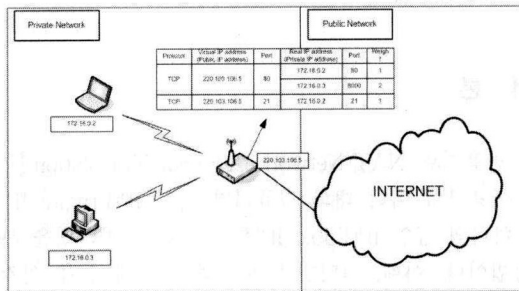 Private Network
Public Network
Protocol Virtual IP address Port Real IP address Port Weigh
(Public IP address) (Private IP address) t
TCP 220.103.106.5 80 172.16.0.2 80 1
172.16.0.3 8000 2
TCP 220.103.106.5 21 172.16.0.2 21 1
172.16.0.2
220.103.106.5
INTERNET
172.16.0.3